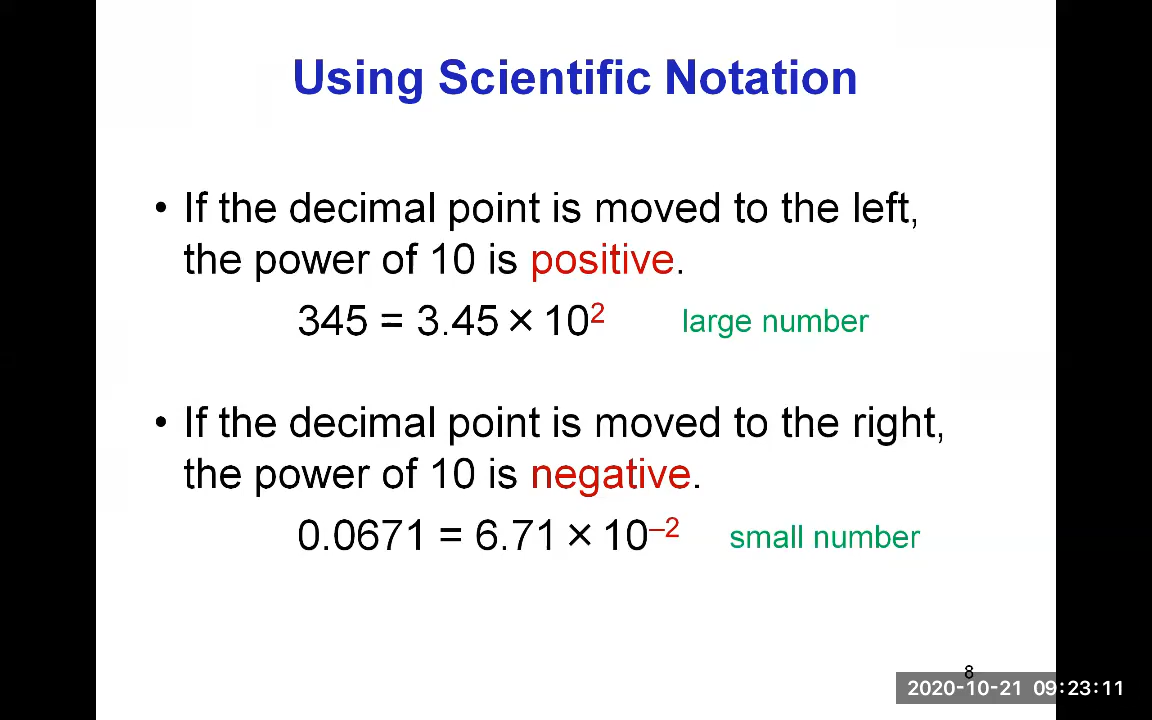 Using Scientific Notation
• If the decimal point is moved to the left,
the power of 10 is positive.
345 = 3.45 × 10² large number
• If the decimal point is moved to the right,
the power of 10 is negative.
0.0671 = 6.71 × 10⁻² small number
8
2020-10-21 09:23:11